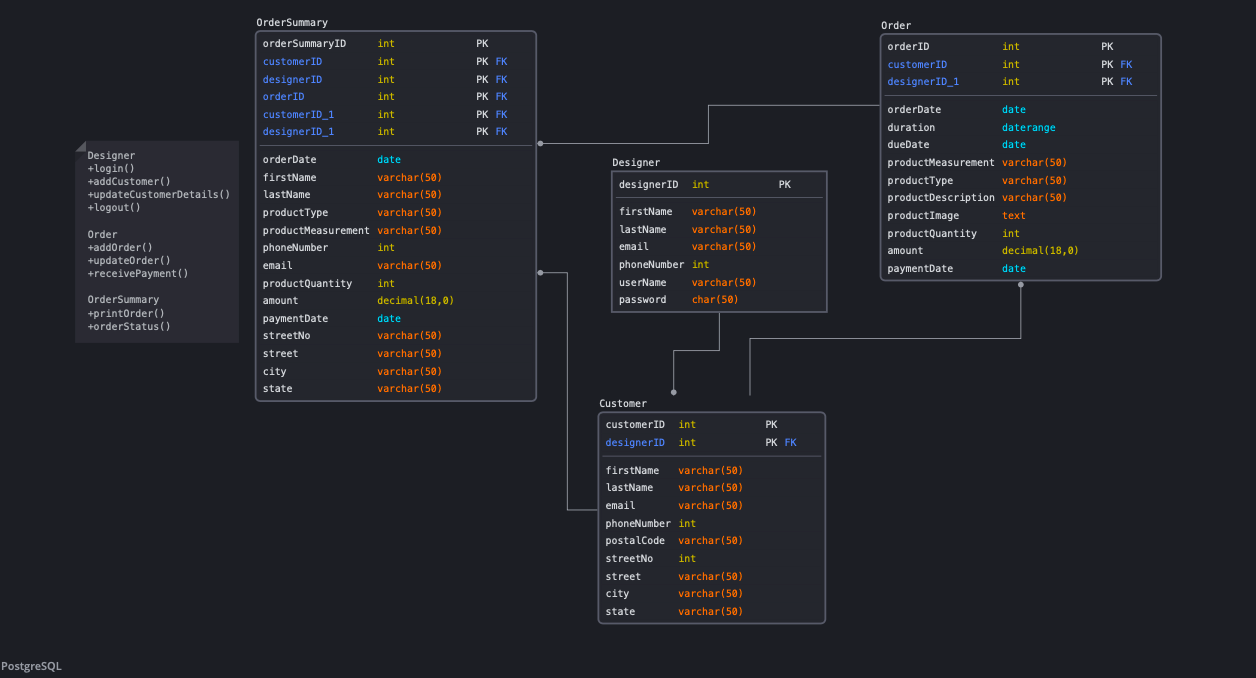 OrderSummary
orderSummaryID int PK
customerID int PK FK
designerID int PK FK
orderID int PK FK
customerID_1 int PK FK
designerID_1 int PK FK
orderDate date
firstName varchar(50)
lastName varchar(50)
productType varchar(50)
productMeasurement varchar(50)
phoneNumber int
email varchar(50)
productQuantity int
amount decimal(18,0)
paymentDate date
streetNo varchar(50)
street varchar(50)
city varchar(50)
state varchar(50)
Order
orderID int PK
customerID int PK FK
designerID_1 int PK FK
orderDate date
duration daterange
dueDate date
productMeasurement varchar(50)
productType varchar(50)
productDescription varchar(50)
productImage text
productQuantity int
amount decimal(18,0)
paymentDate date
Designer
+login()
+addCustomer()
+updateCustomerDetails()
+logout()
Order
+addOrder()
+updateOrder()
+receivePayment()
OrderSummary
+printOrder()
+orderStatus()
Designer
designerID int PK
firstName varchar(50)
lastName varchar(50)
email varchar(50)
phoneNumber int
userName varchar(50)
password char(50)
Customer
customerID int PK
designerID int PK FK
firstName varchar(50)
lastName varchar(50)
email varchar(50)
phoneNumber int
postalCode varchar(50)
streetNo int
street varchar(50)
city varchar(50)
state varchar(50)
PostgreSQL